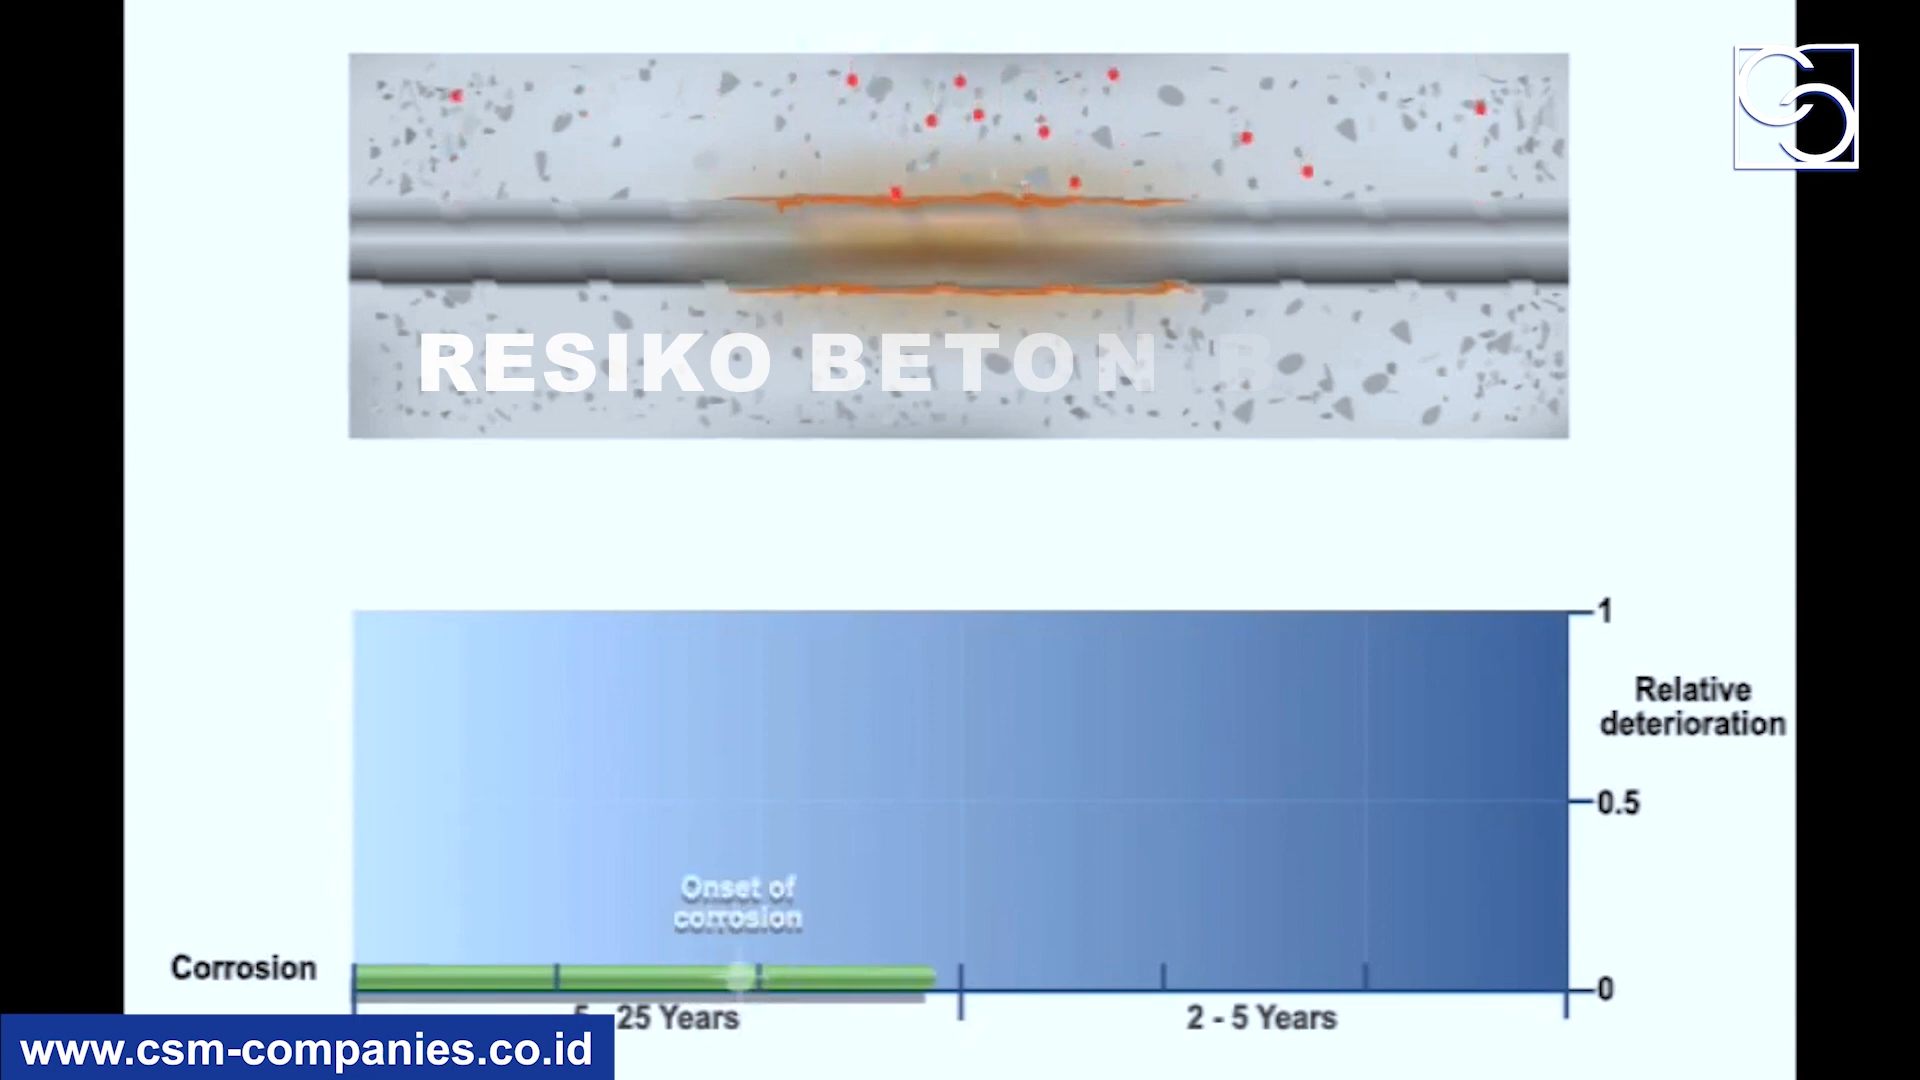 RESIKO BETON B
1
Relative
deterioration
0.5
Onset of
corrosion
Corrosion
0
25 Years
2 - 5 Years
www.csm-companies.co.id